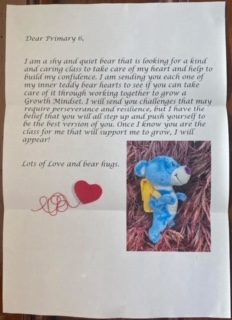 Dear Primary 6,
I am a shy and quiet bear that is looking for a kind
and caring class to take care of my heart and help to
build my confidence. I am sending you each one of
my inner teddy bear hearts to see if you can take
care of it through working together to grow a
Growth Mindset. I will send you challenges that may
require perseverance and resilience, but I have the
belief that you will all step up and push yourself to
be the best version of you. Once I know you are the
class for me that will support me to grow, I will
appear!
Lots of Love and bear hugs.